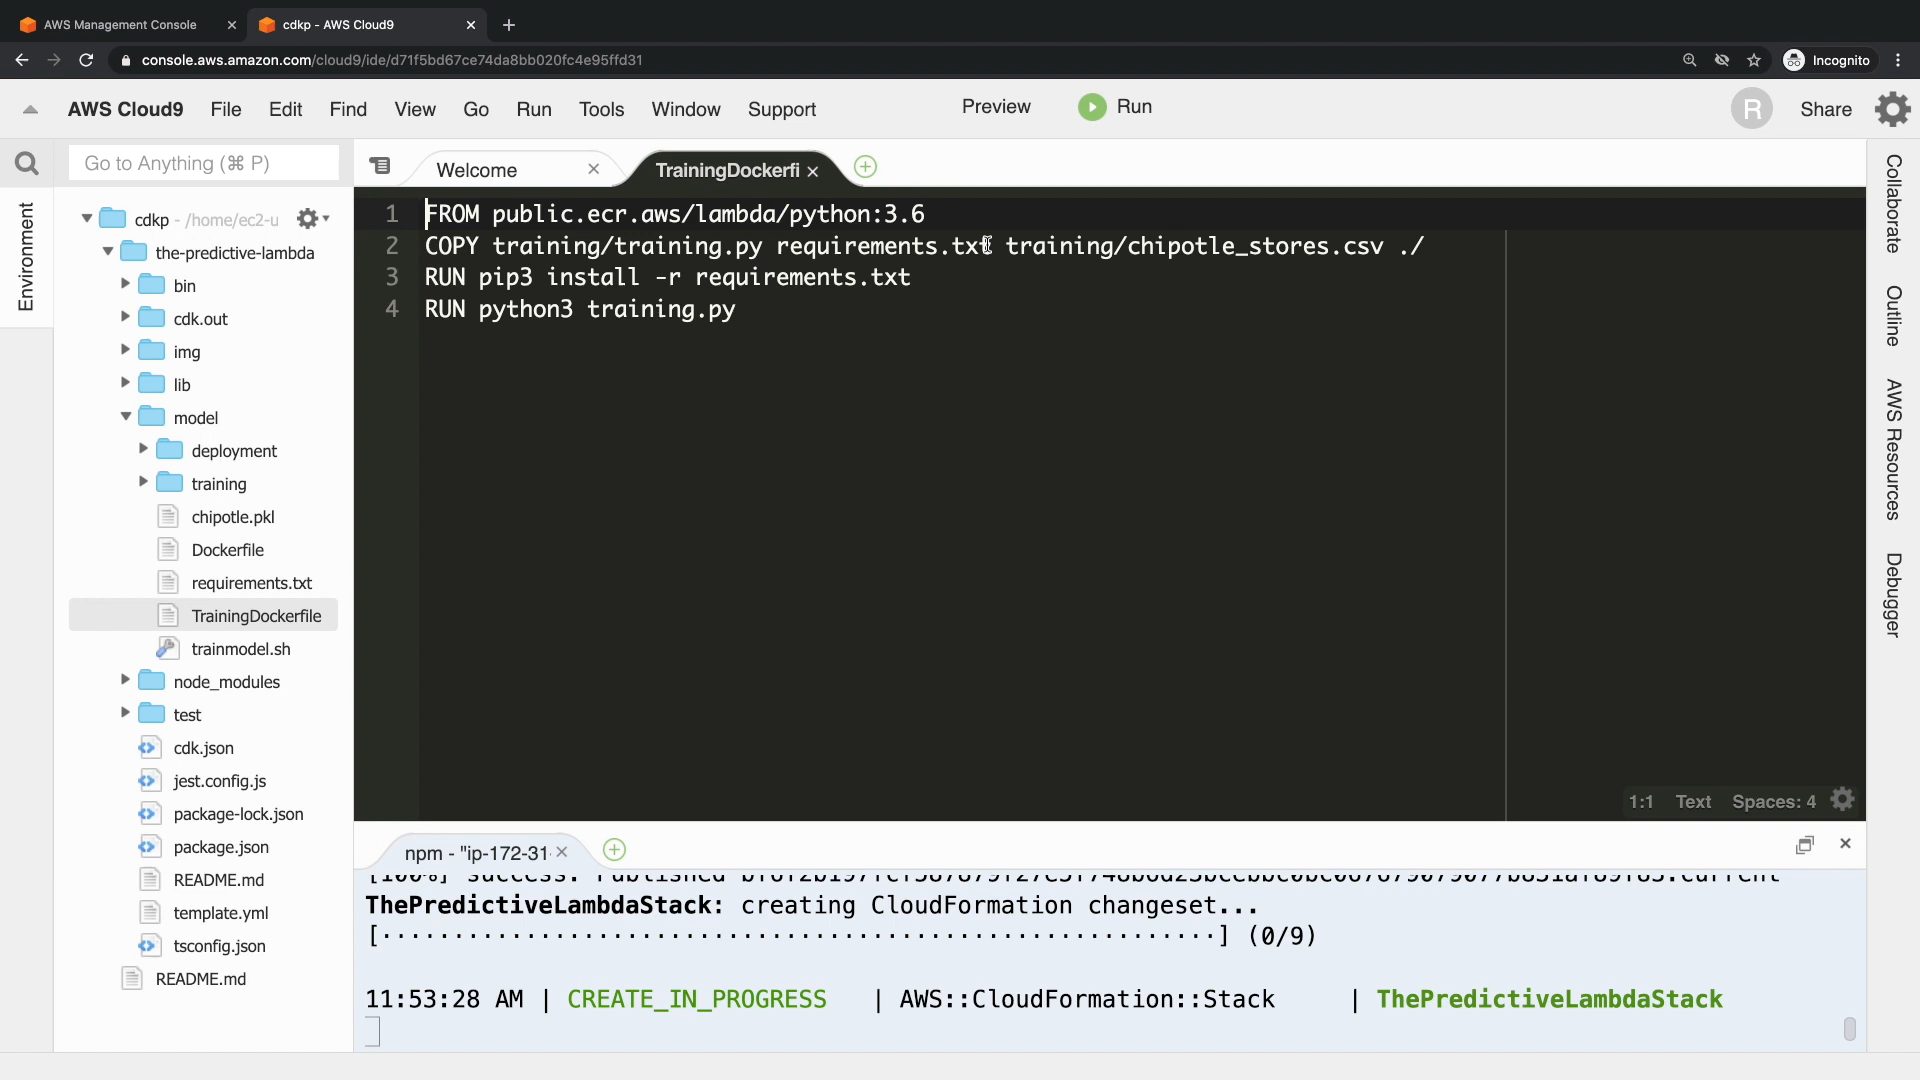 AWS Management Console
cdkp - AWS Cloud9
console.aws.amazon.com/cloud9/ide/d71f5bd67ce74da8bb020fc4e95ffd31
Incognito
AWS Cloud9 File Edit Find View Go Run Tools Window Support Preview Run R Share
Go to Anything (⌘ P)
Welcome
TrainingDockerfi
Environment
cdkp - /home/ec2-u
the-predictive-lambda
bin
cdk.out
img
lib
model
deployment
training
chipotle.pkl
Dockerfile
requirements.txt
TrainingDockerfile
trainmodel.sh
node_modules
test
cdk.json
jest.config.js
package-lock.json
package.json
README.md
template.yml
tsconfig.json
README.md
1 FROM public.ecr.aws/lambda/python:3.6
2 COPY training/training.py requirements.txt training/chipotle_stores.csv ./
3 RUN pip3 install -r requirements.txt
4 RUN python3 training.py
1:1 Text Spaces: 4
Collaborate
Outline
AWS Resources
Debugger
npm - "ip-172-31-
[100%] success: Published
ThePredictiveLambdaStack: creating CloudFormation changeset...
[··························································] (0/9)
11:53:28 AM | CREATE_IN_PROGRESS | AWS::CloudFormation::Stack | ThePredictiveLambdaStack